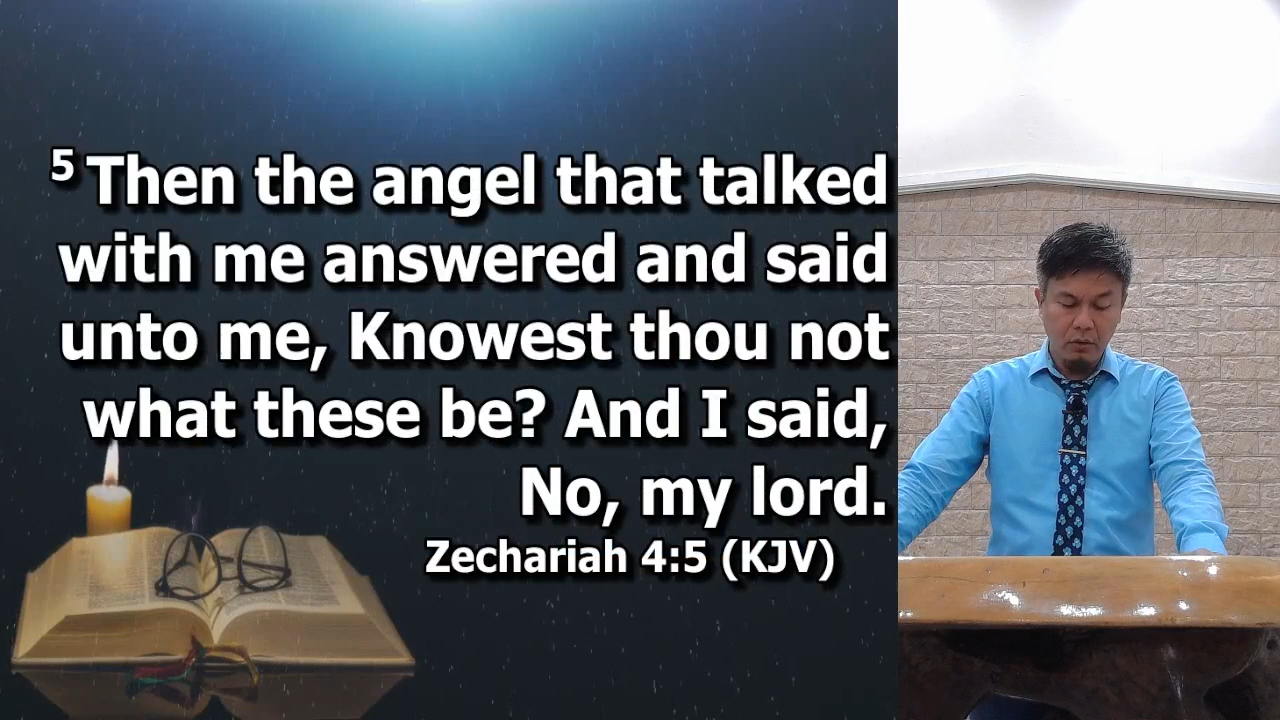 5 Then the angel that talked
with me answered and said
unto me, Knowest thou not
what these be? And I said,
No, my lord.
Zechariah 4:5 (KJV)